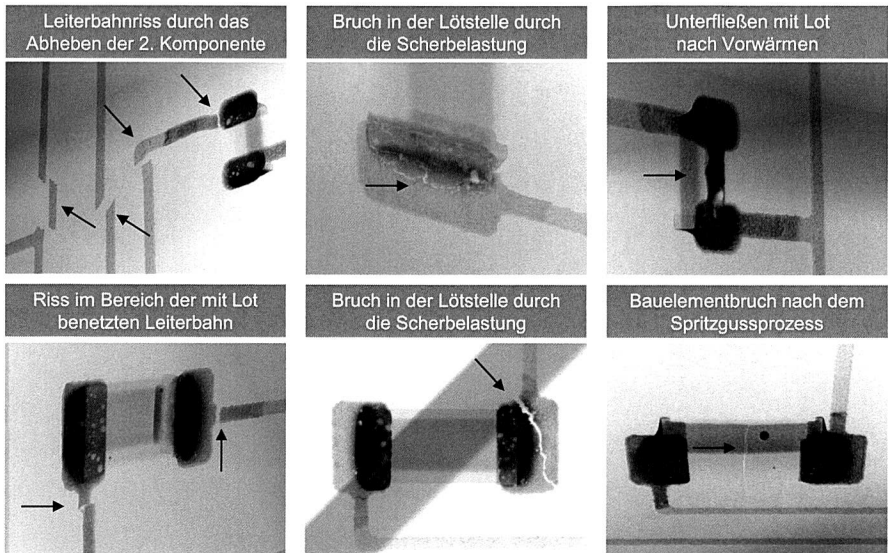 Leiterbahnriss durch das
Abheben der 2. Komponente
Bruch in der Lötstelle durch
die Scherbelastung
Unterfließen mit Lot
nach Vorwärmen
Riss im Bereich der mit Lot
benetzten Leiterbahn
Bruch in der Lötstelle durch
die Scherbelastung
Bauelementbruch nach dem
Spritzgussprozess